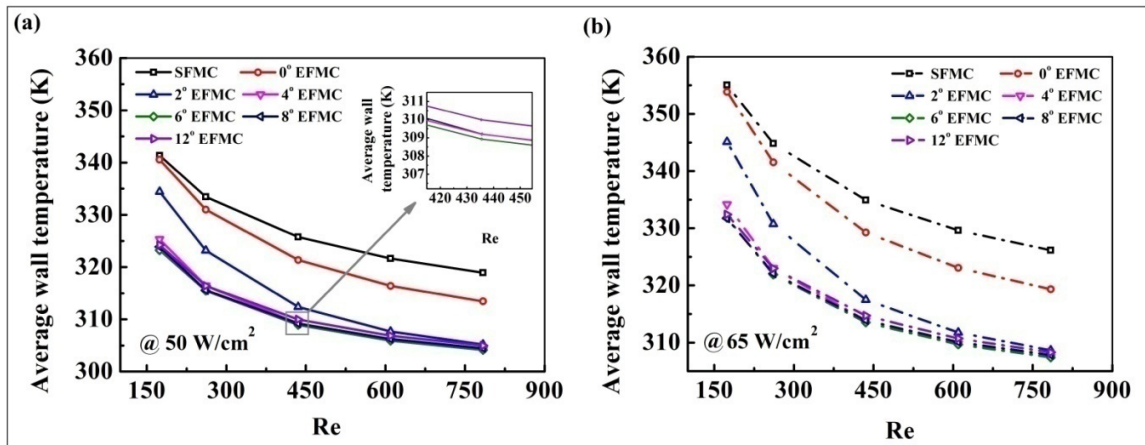 (a)
360
350
340
330
320
310
300
Average wall temperature (K)
SFMC 0° EFMC
2° EFMC 4° EFMC
6° EFMC 8° EFMC
12° EFMC
311
310
309
308
307
Average wall
temperature (K)
420 430 440 450
Re
@ 50 W/cm²
150 300 450 600 750 900
Re
(b)
360
350
340
330
320
310
Average wall temperature (K)
SFMC 0° EFMC
2° EFMC 4° EFMC
6° EFMC 8° EFMC
12° EFMC
@ 65 W/cm²
150 300 450 600 750 900
Re